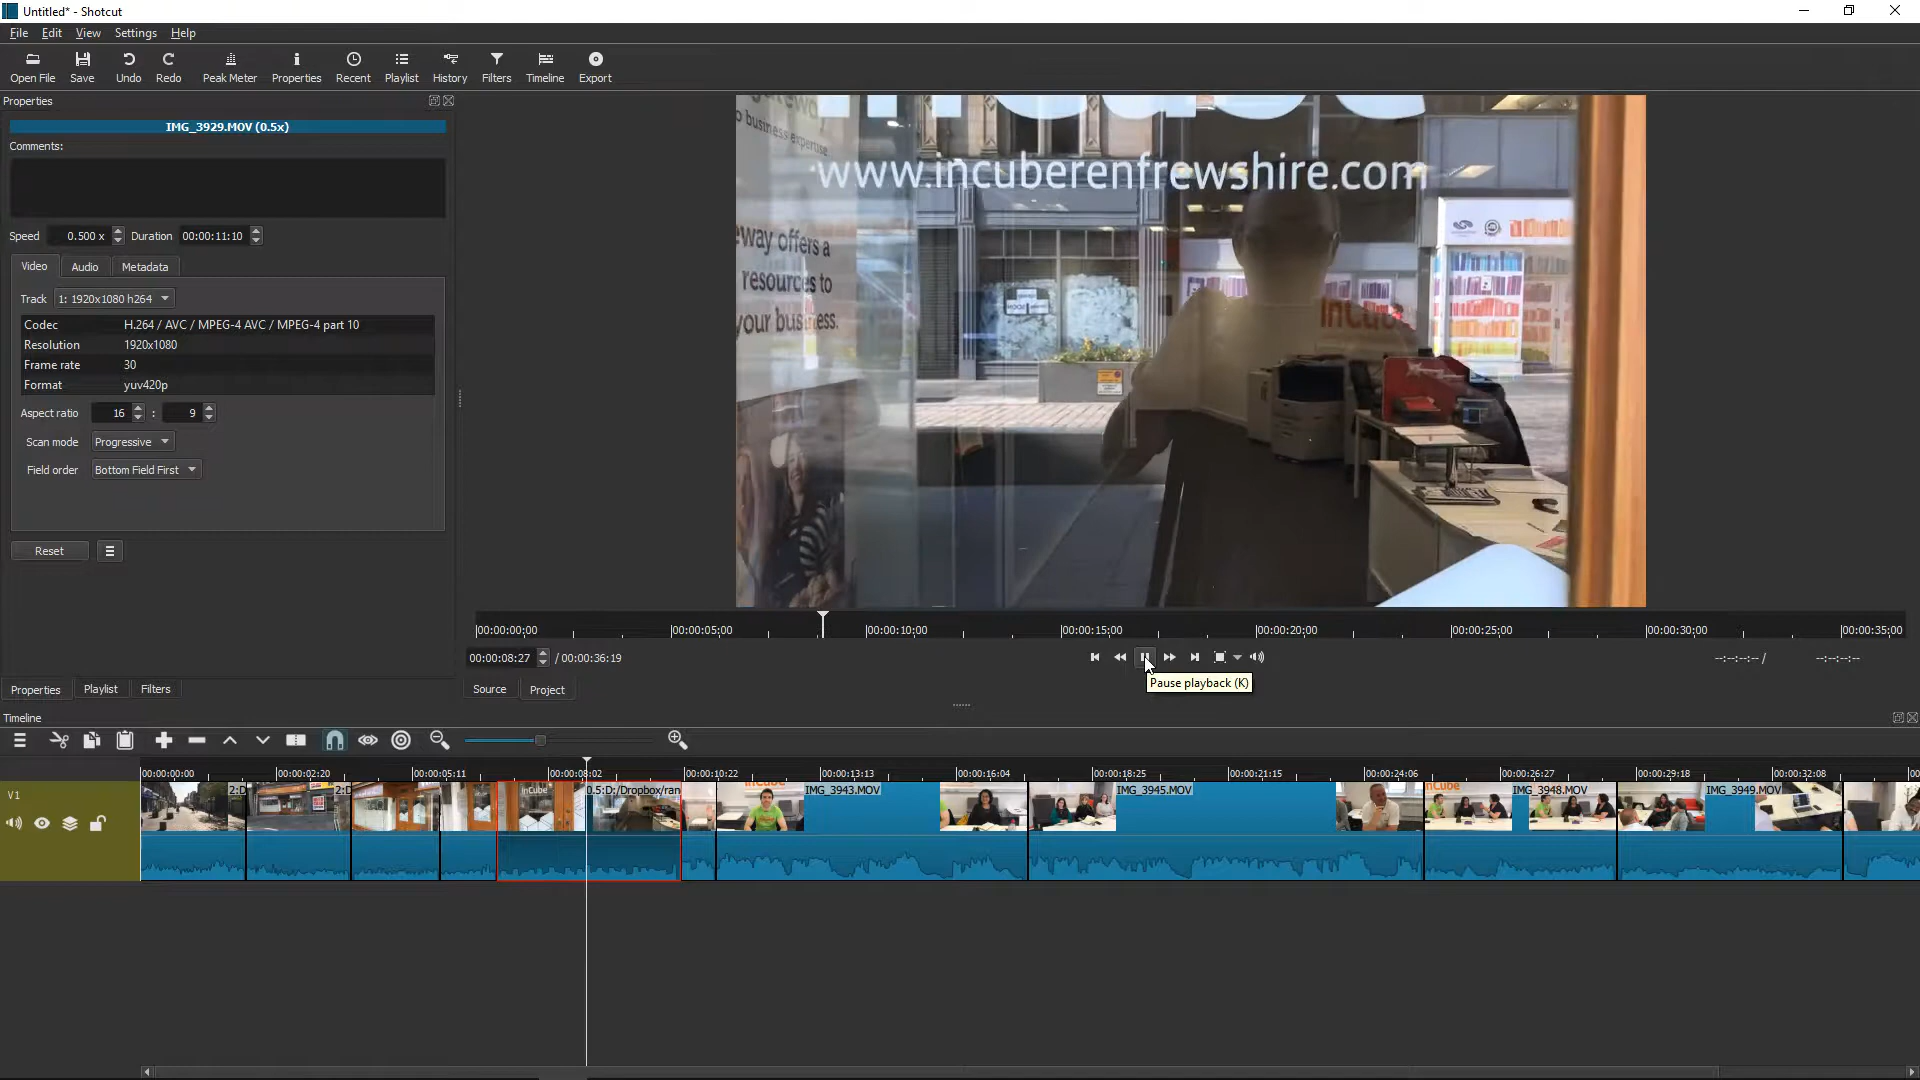 Untitled* - Shotcut
File Edit View Settings Help
Open File Save Undo Redo Peak Meter Properties Recent Playlist History Filters Timeline Export
Properties
IMG_3929.MOV (0.5x)
Comments:
Speed 0.500 x Duration 00:00:11:10
Video Audio Metadata
Track 1: 1920x1080 h264
Codec H.264 / AVC / MPEG-4 AVC / MPEG-4 part 10
Resolution 1920x1080
Frame rate 30
Format yuv420p
Aspect ratio 16 : 9
Scan mode Progressive
Field order Bottom Field First
Reset
o business expertise
www.incuberenfrewshire.com
way offers a
resources to
your business.
00:00:00;00 00:00:05;00 00:00:10;00 00:00:15;00 00:00:20;00 00:00:25;00 00:00:30;00 00:00:35;00
00:00:08:27 / 00:00:36:19 --:--:--:-- / --:--:--:--
Pause playback (K)
Properties Playlist Filters Source Project
Timeline
00:00:00:00 00:00:02:20 00:00:05:11 00:00:08:02 00:00:10:22 00:00:13:13 00:00:16:04 00:00:18:25 00:00:21:15 00:00:24:06 00:00:26:27 00:00:29:18 00:00:32:08
V1 2:D 2:D 0.5:D:/Dropbox/ran IMG_3943.MOV IMG_3945.MOV IMG_3948.MOV IMG_3949.MOV